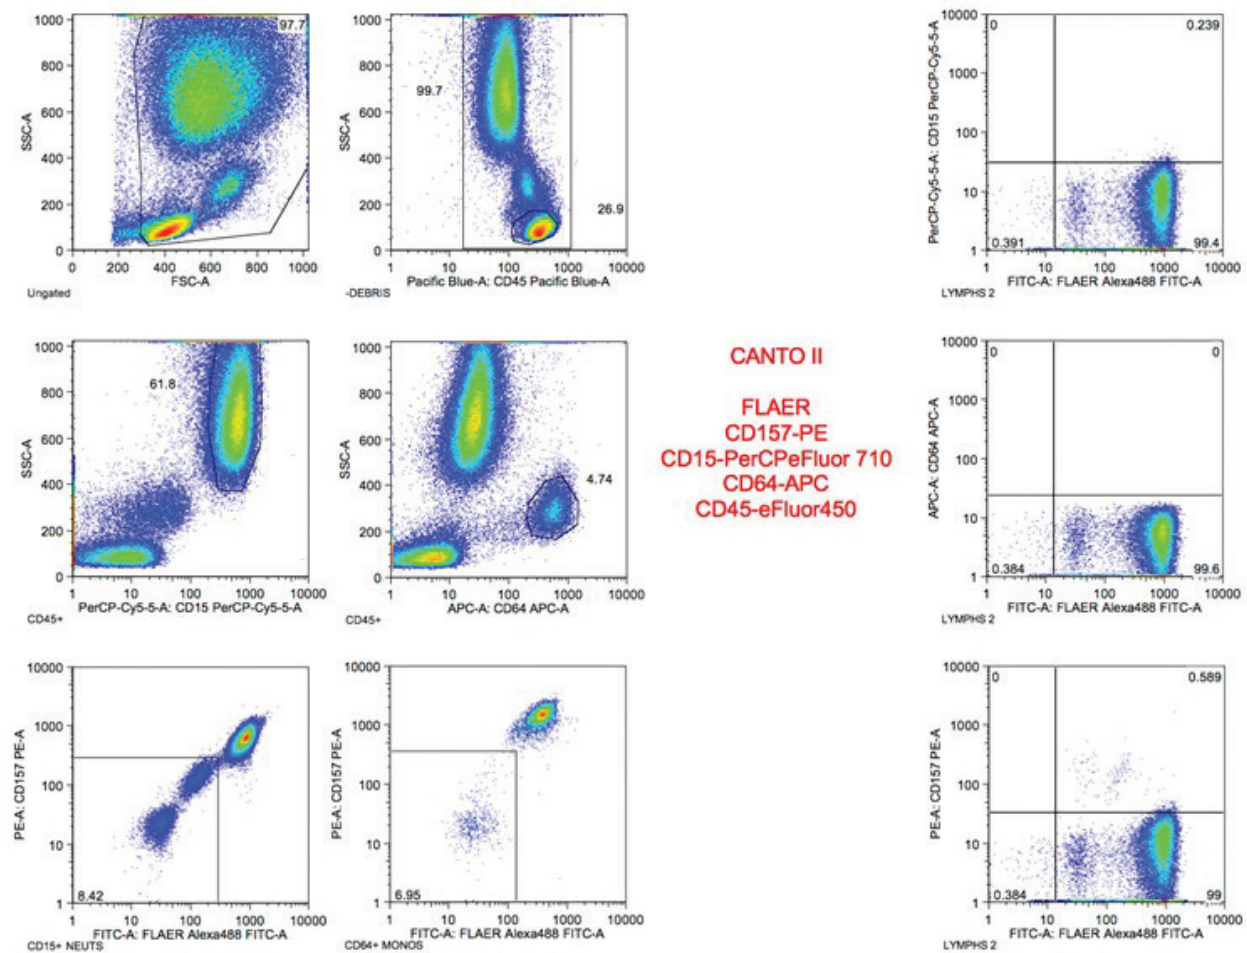 1000
800
600
400
200
0
SSC-A
97.7
0 200 400 600 800 1000
FSC-A
Ungated
1000
800
600
400
200
0
SSC-A
99.7
26.9
1 10 100 1000 10000
Pacific Blue-A: CD45 Pacific Blue-A
-DEBRIS
10000
1000
100
10
1
PerCP-Cy5-5-A: CD15 PerCP-Cy5-5-A
0 0.239
0.391 99.4
1 10 100 1000 10000
FITC-A: FLAER Alexa488 FITC-A
LYMPHS 2
1000
800
600
400
200
0
SSC-A
61.8
1 10 100 1000 10000
PerCP-Cy5-5-A: CD15 PerCP-Cy5-5-A
CD45+
1000
800
600
400
200
0
SSC-A
4.74
1 10 100 1000 10000
APC-A: CD64 APC-A
CD45+
CANTO II
FLAER
CD157-PE
CD15-PerCPeFluor 710
CD64-APC
CD45-eFluor450
10000
1000
100
10
1
APC-A: CD64 APC-A
0 0
0.384 99.6
1 10 100 1000 10000
FITC-A: FLAER Alexa488 FITC-A
LYMPHS 2
10000
1000
100
10
1
PE-A: CD157 PE-A
8.42
1 10 100 1000 10000
FITC-A: FLAER Alexa488 FITC-A
CD15+ NEUTS
10000
1000
100
10
1
PE-A: CD157 PE-A
6.95
1 10 100 1000 10000
FITC-A: FLAER Alexa488 FITC-A
CD64+ MONOS
10000
1000
100
10
1
PE-A: CD157 PE-A
0 0.589
0.384 99
1 10 100 1000 10000
FITC-A: FLAER Alexa488 FITC-A
LYMPHS 2